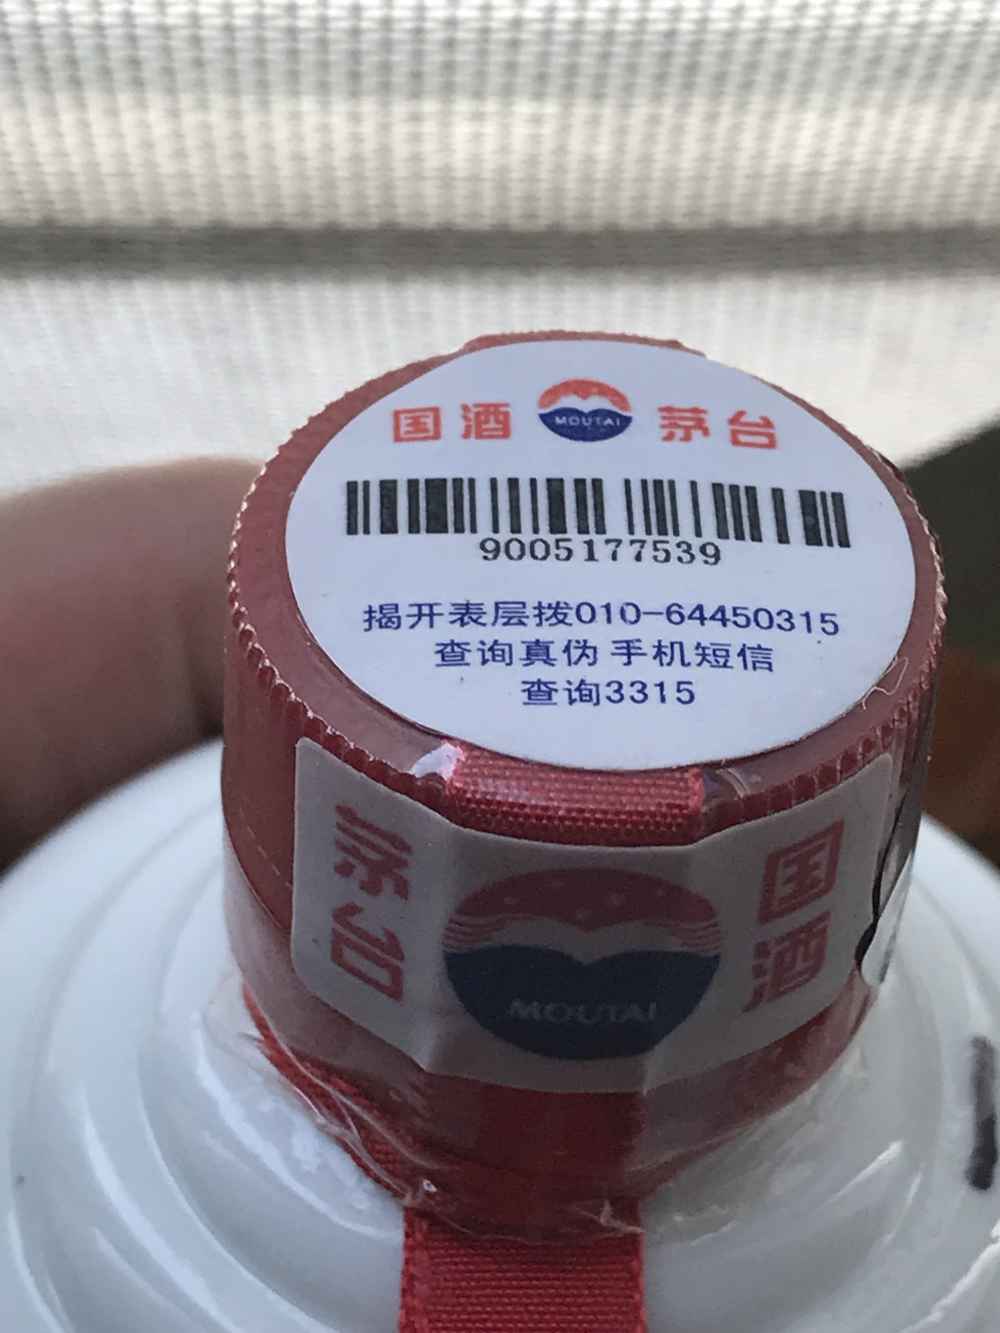 国酒 MOUTAI 茅台
9005177539
揭开表层拨010-64450315
查询真伪 手机短信
查询3315
茅台 MOUTAI 国酒